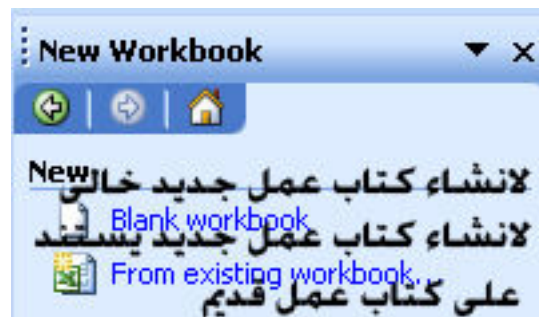 New Workbook
New
لانشاء كتاب عمل جديد خالي
Blank workbook
لانشاء كتاب عمل جديد يستند
From existing workbook...
على كتاب عمل قديم